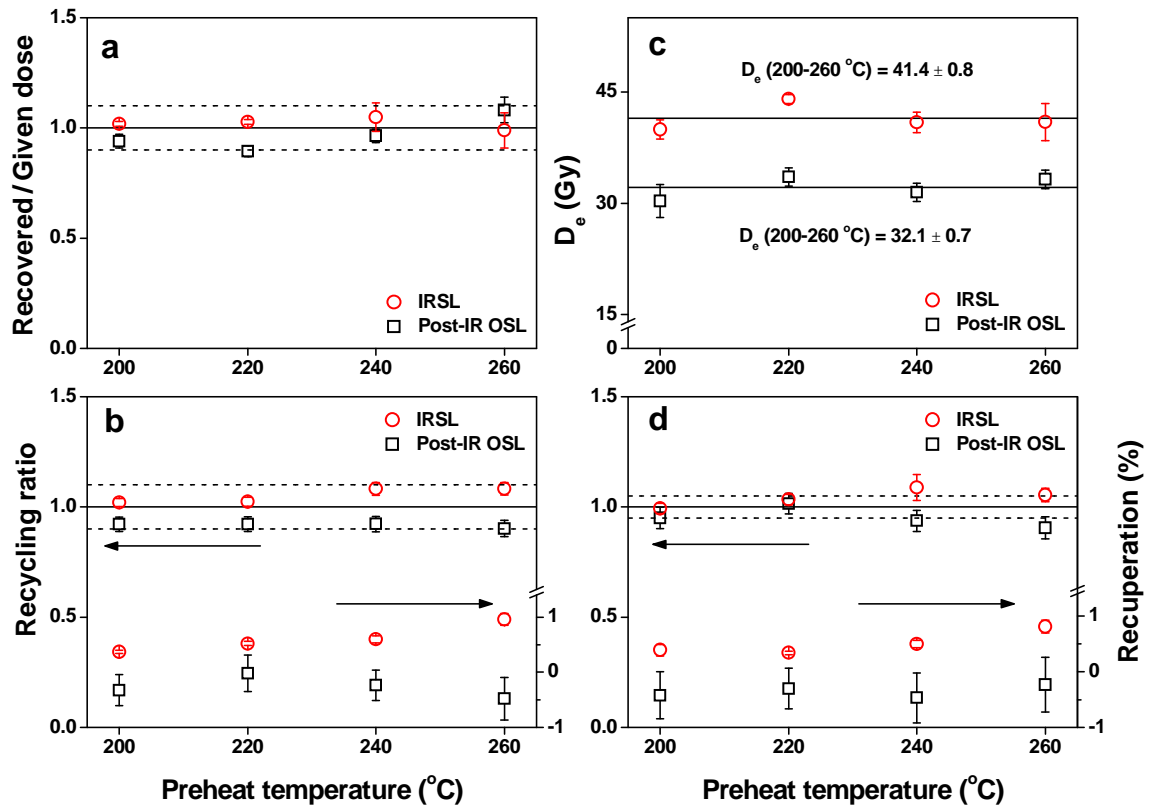 a
Recovered / Given dose
1.5
1.0
0.5
0.0
IRSL
Post-IR OSL
200 220 240 260
c
Dₑ (200-260 °C) = 41.4 ± 0.8
Dₑ (Gy)
45
30
15
0
Dₑ (200-260 °C) = 32.1 ± 0.7
IRSL
Post-IR OSL
200 220 240 260
b
Recycling ratio
1.5
1.0
0.5
0.0
IRSL
Post-IR OSL
1
0
-1
200 220 240 260
Preheat temperature (°C)
d
1.5
1.0
0.5
0.0
IRSL
Post-IR OSL
Recuperation (%)
1
0
-1
200 220 240 260
Preheat temperature (°C)